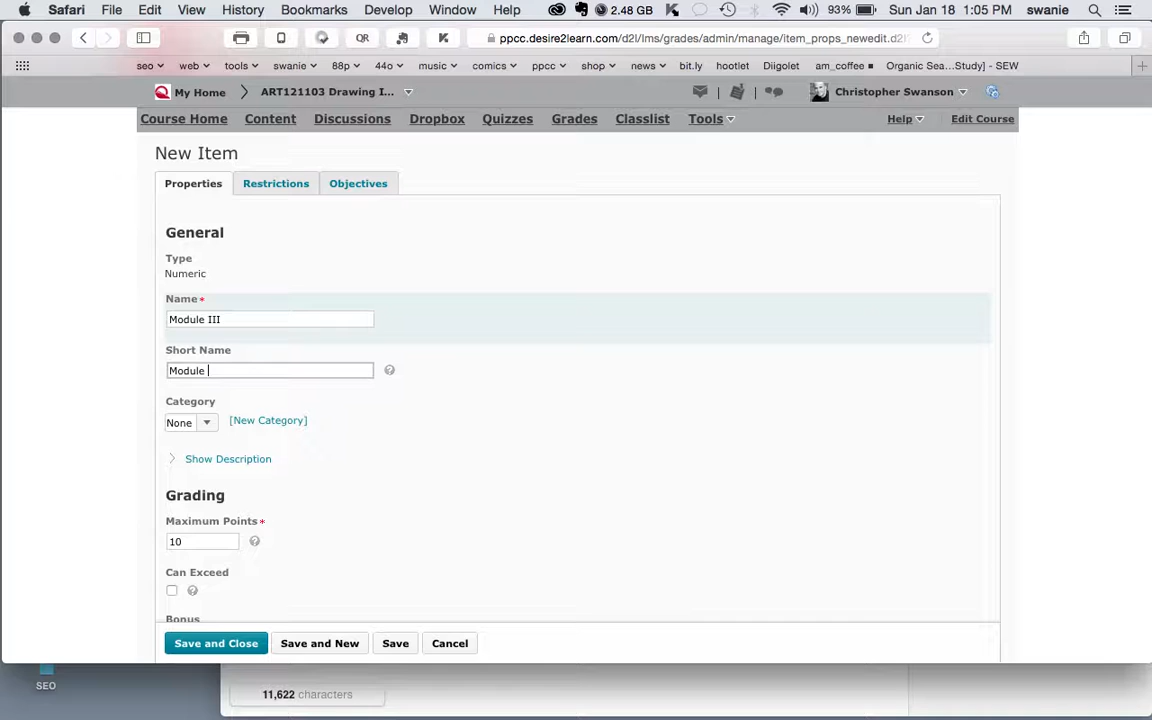 Safari File Edit View History Bookmarks Develop Window Help 2.48 GB 93% Sun Jan 18 1:05 PM swanie
QR ppcc.desire2learn.com/d2l/lms/grades/admin/manage/item_props_newedit.d2l
seo web tools swanie 88p 44o music comics ppcc shop news bit.ly hootlet Diigolet am_coffee Organic Sea...Study] - SEW
My Home ART121103 Drawing I... Christopher Swanson
Course Home Content Discussions Dropbox Quizzes Grades Classlist Tools Help Edit Course
New Item
Properties Restrictions Objectives
General
Type
Numeric
Name *
Module III
Short Name
Module
Category
None [New Category]
Show Description
Grading
Maximum Points *
10
Can Exceed
Bonus
Save and Close Save and New Save Cancel
SEO
11,622 characters